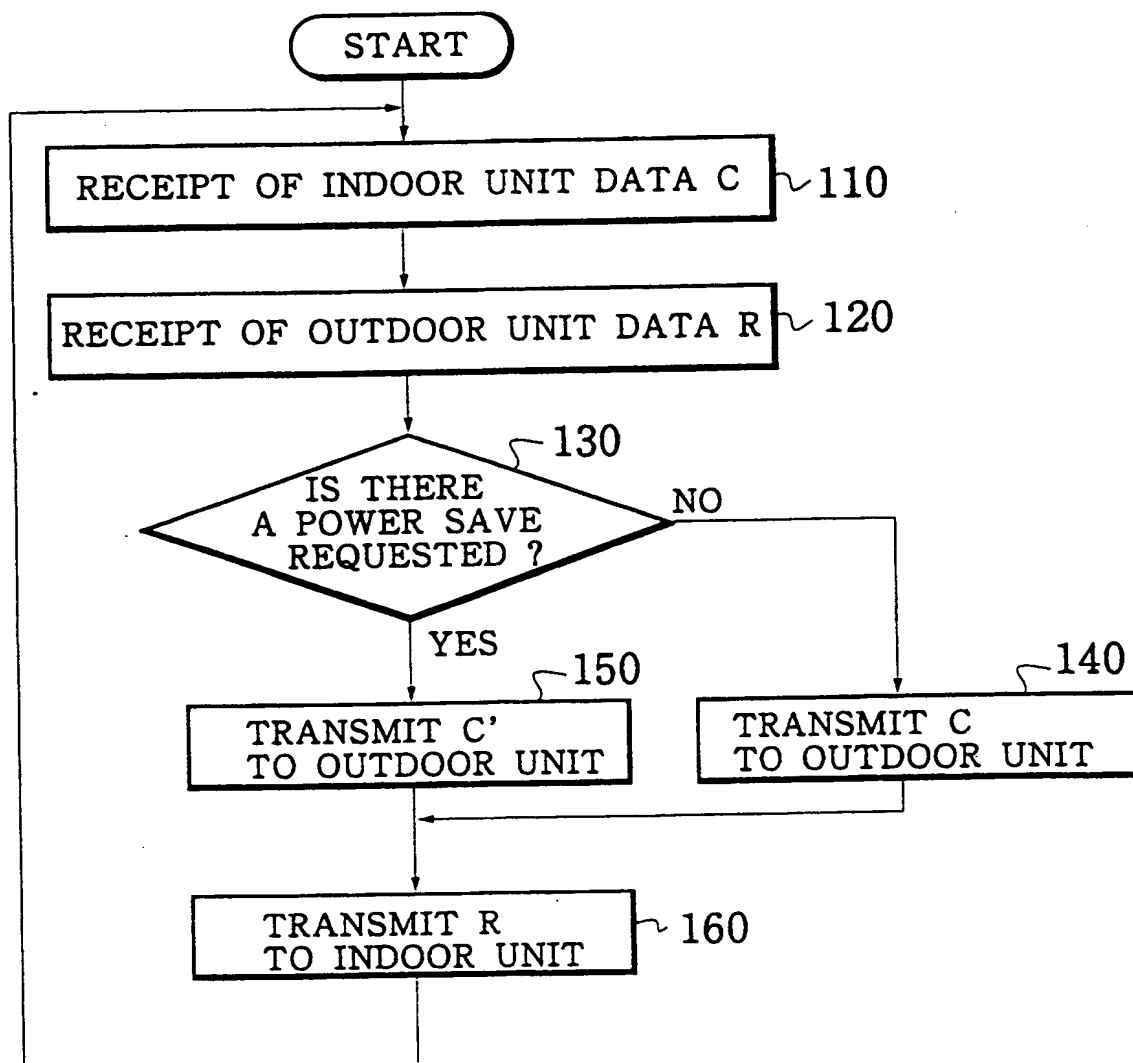 START
RECEIPT OF INDOOR UNIT DATA C
110
RECEIPT OF OUTDOOR UNIT DATA R
120
130
IS THERE
A POWER SAVE
REQUESTED ?
NO
YES
150
140
TRANSMIT C'
TO OUTDOOR UNIT
TRANSMIT C
TO OUTDOOR UNIT
TRANSMIT R
TO INDOOR UNIT
160